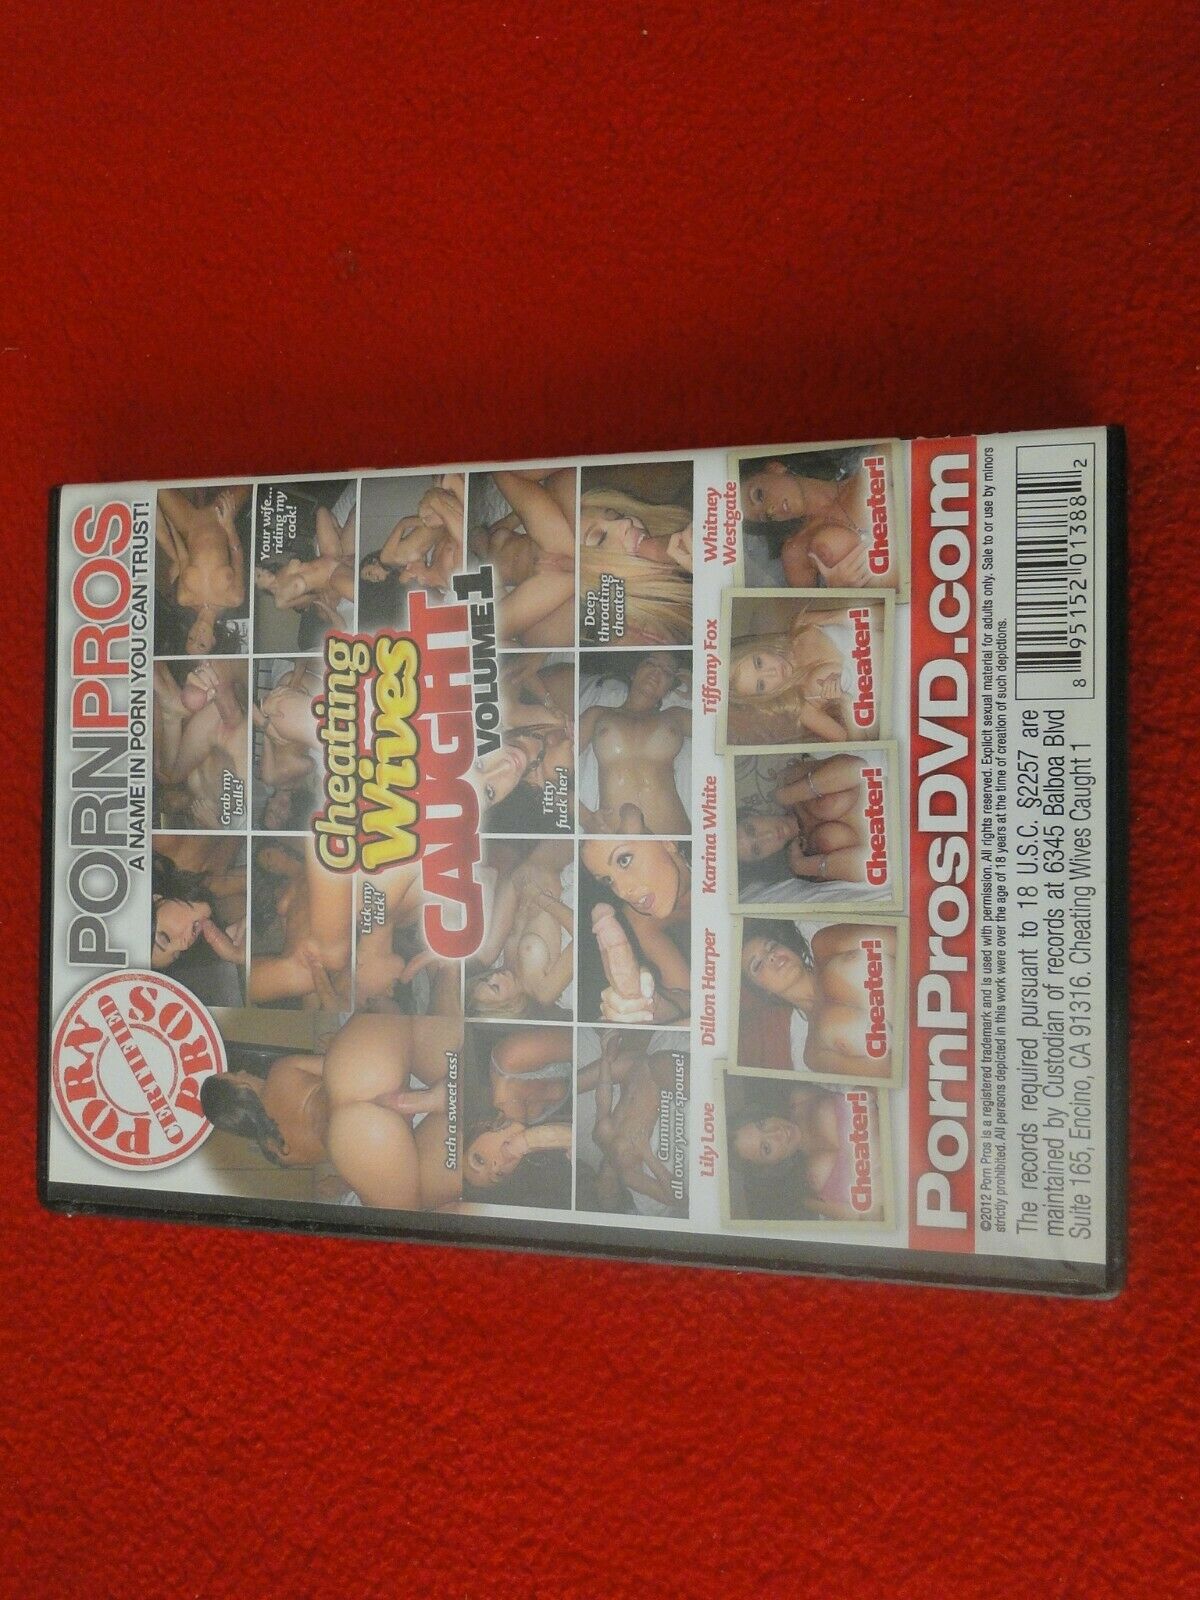 PORNPROS
A NAME IN PORN YOU CAN TRUST!
PORN
CERTIFIED
PROS
Such a sweet ass!
Grab my
balls!
Your wife...
riding my
cock!
Lick my
dick!
Cheating
Wives
CAUGHT
VOLUME 1
Cumming
all over your spouse!
Titty
fuck her!
Deep
throating
cheater!
Lily Love
Dillon Harper
Karina White
Tiffany Fox
Whitney
Westgate
Cheater!
Cheater!
Cheater!
Cheater!
Cheater!
PornProsDVD.com
©2012 Porn Pros is a registered trademark and is used with permission. All rights reserved. Explicit sexual material for adults only. Sale to or use by minors
strictly prohibited. All persons depicted in this work were over the age of 18 years at the time of creation of such depictions.
The records required pursuant to 18 U.S.C. §2257 are
maintained by Custodian of records at 6345 Balboa Blvd
Suite 165, Encino, CA 91316. Cheating Wives Caught 1
8 95152 01388 2